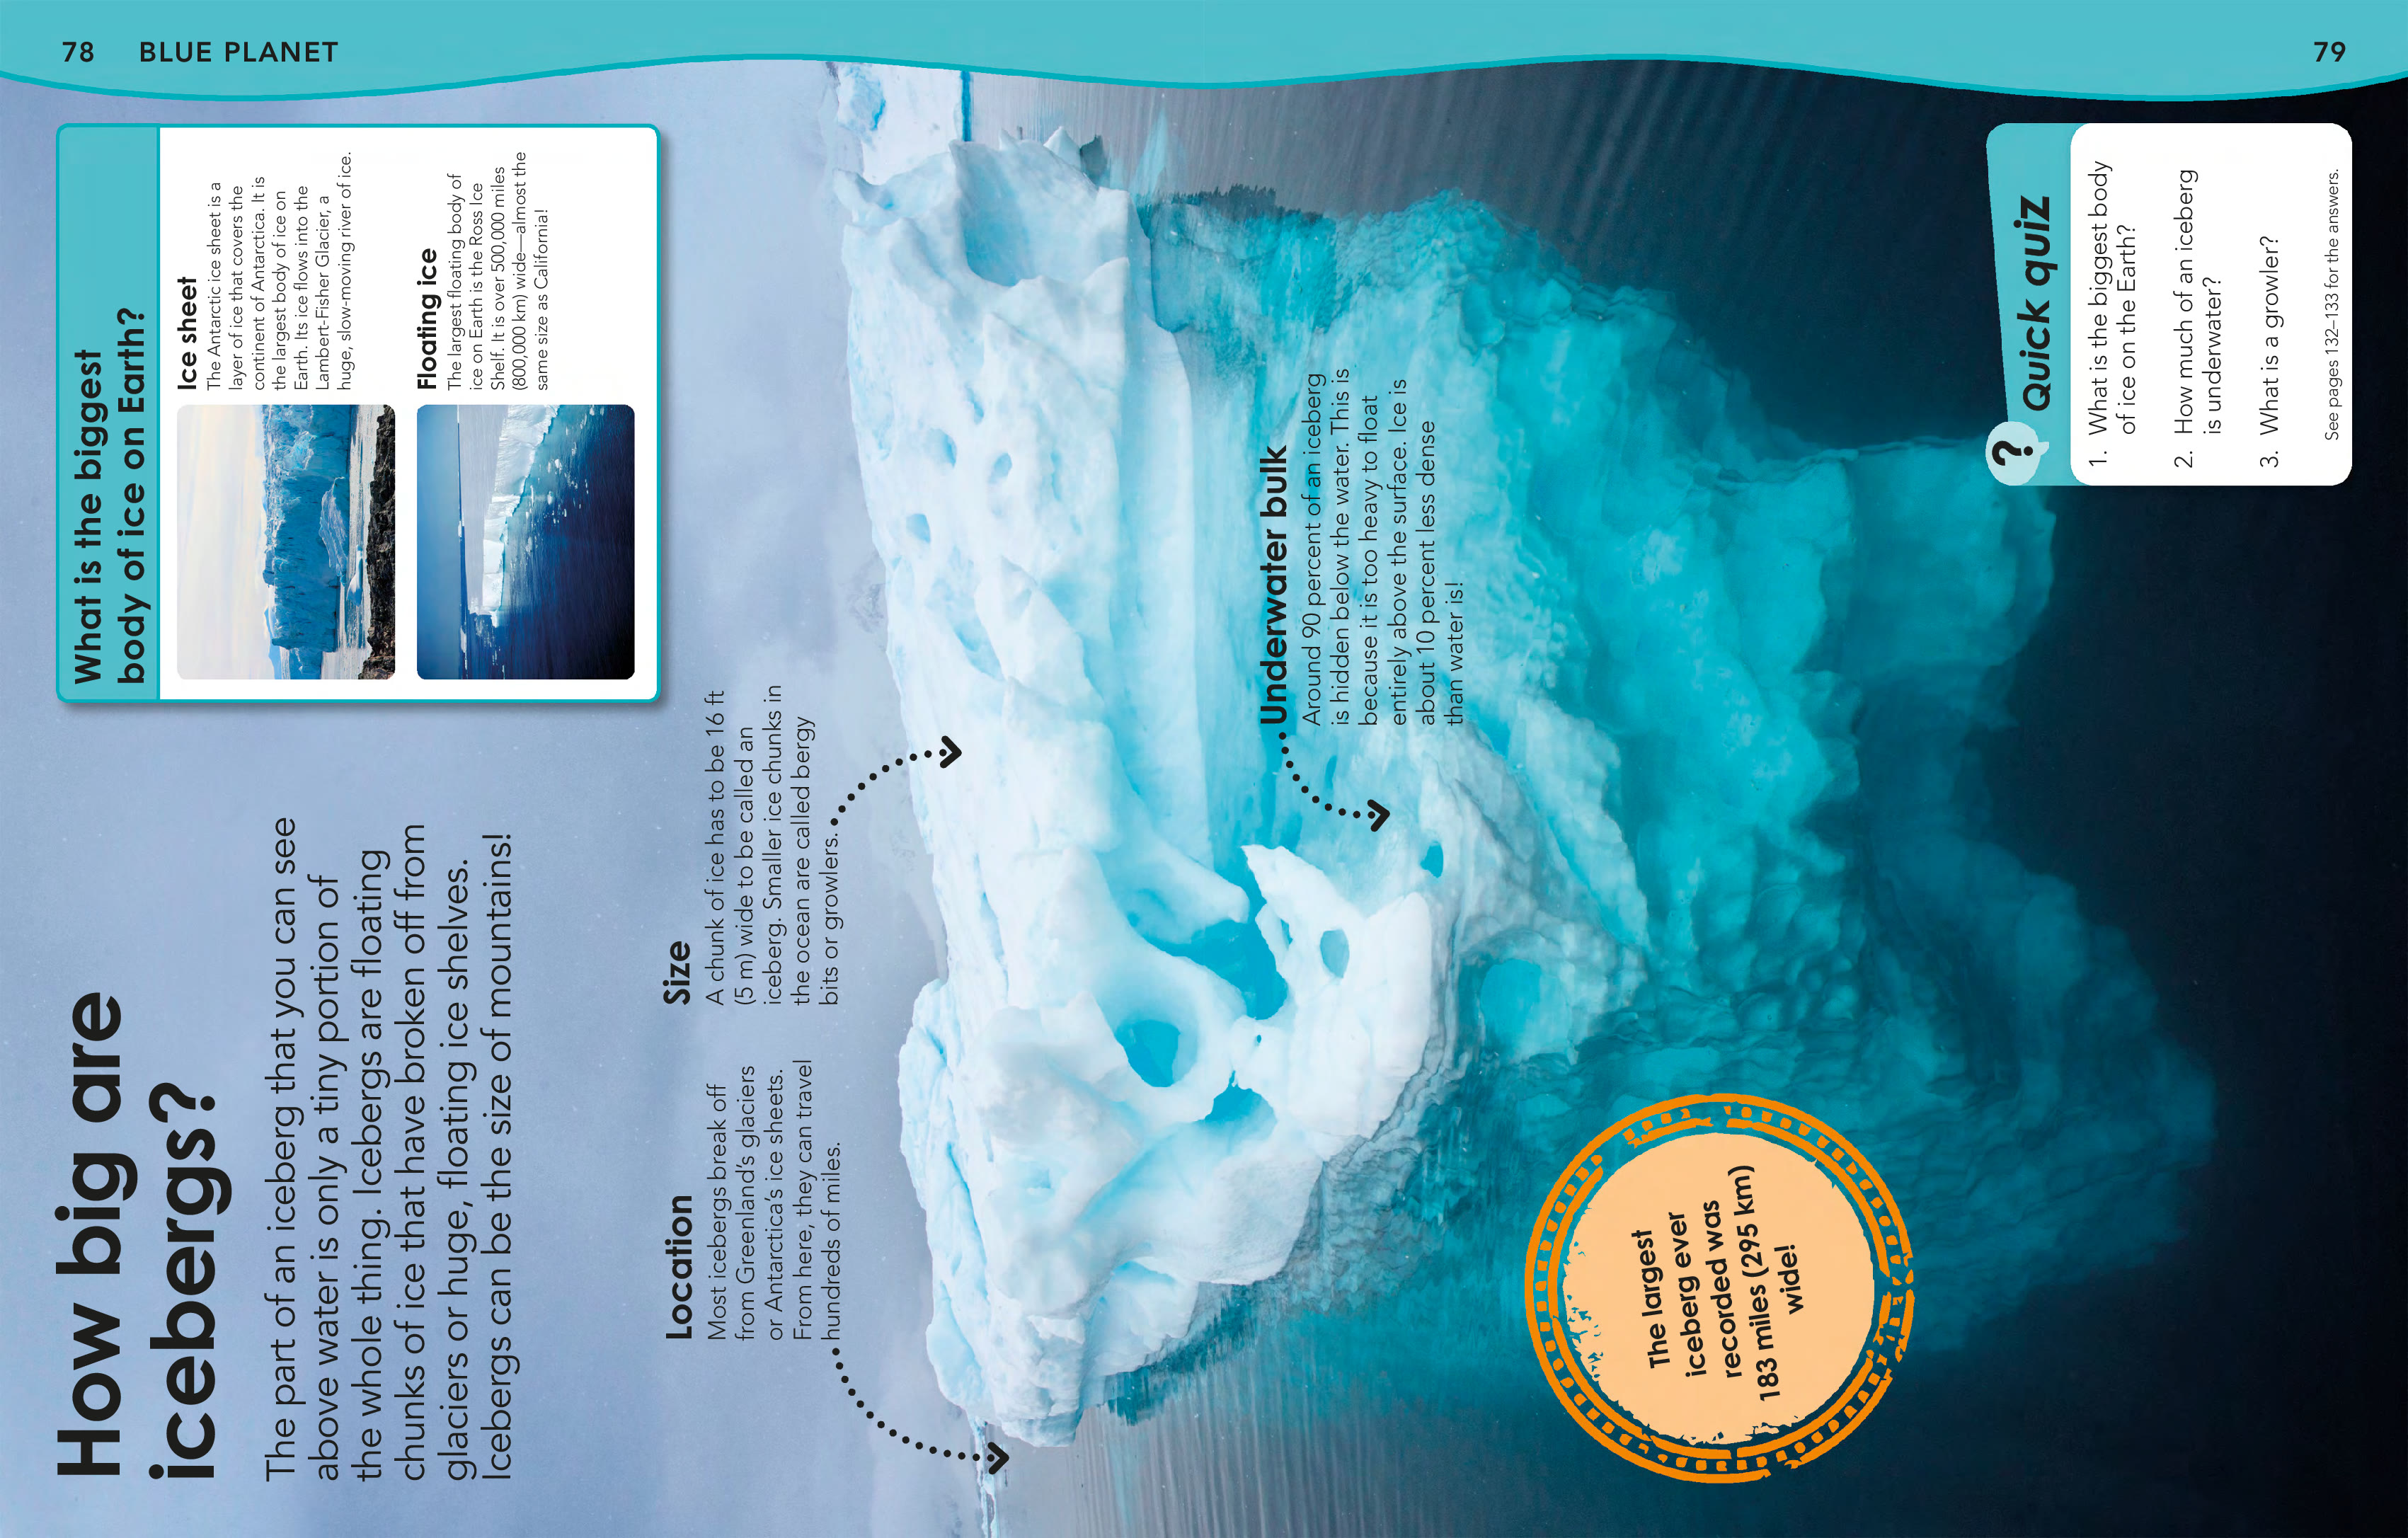 78 BLUE PLANET
79
How big are
icebergs?
The part of an iceberg that you can see
above water is only a tiny portion of
the whole thing. Icebergs are floating
chunks of ice that have broken off from
glaciers or huge, floating ice shelves.
Icebergs can be the size of mountains!
What is the biggest
body of ice on Earth?
Ice sheet
The Antarctic ice sheet is a
layer of ice that covers the
continent of Antarctica. It is
the largest body of ice on
Earth. Its ice flows into the
Lambert-Fisher Glacier, a
huge, slow-moving river of ice.
Floating ice
The largest floating body of
ice on Earth is the Ross Ice
Shelf. It is over 500,000 miles
(800,000 km) wide—almost the
same size as California!
Location
Most icebergs break off
from Greenland's glaciers
or Antarctica's ice sheets.
From here, they can travel
hundreds of miles.
Size
A chunk of ice has to be 16 ft
(5 m) wide to be called an
iceberg. Smaller ice chunks in
the ocean are called bergy
bits or growlers.
Underwater bulk
Around 90 percent of an iceberg
is hidden below the water. This is
because it is too heavy to float
entirely above the surface. Ice is
about 10 percent less dense
than water is!
The largest
iceberg ever
recorded was
183 miles (295 km)
wide!
? Quick quiz
1. What is the biggest body
of ice on the Earth?
2. How much of an iceberg
is underwater?
3. What is a growler?
See pages 132–133 for the answers.